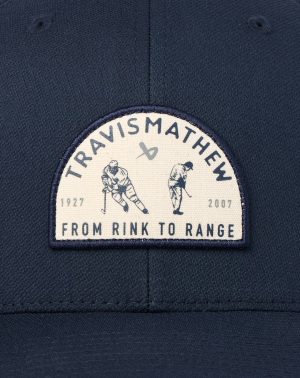 TRAVISMATHEW
1927 2007
FROM RINK TO RANGE